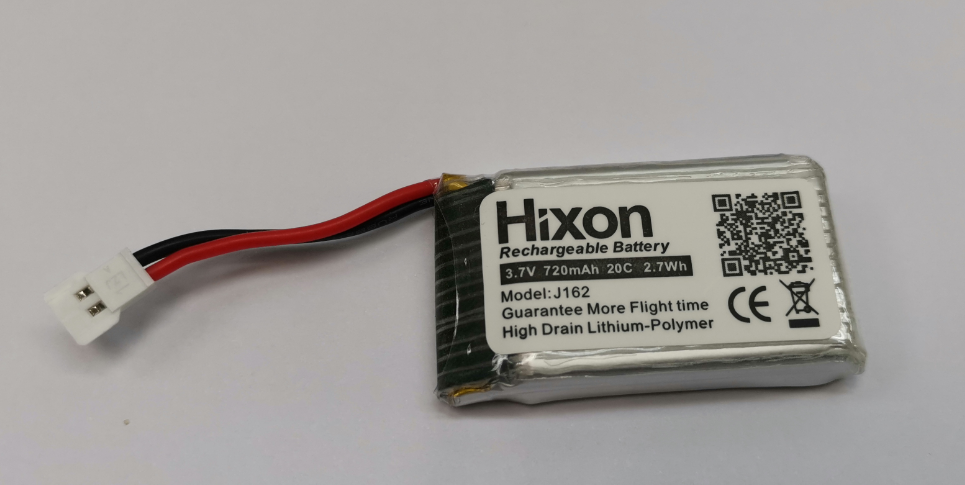 Hixon
Rechargeable Battery
3.7V 720mAh 20C 2.7Wh
Model:J162
Guarantee More Flight time
High Drain Lithium-Polymer
CE